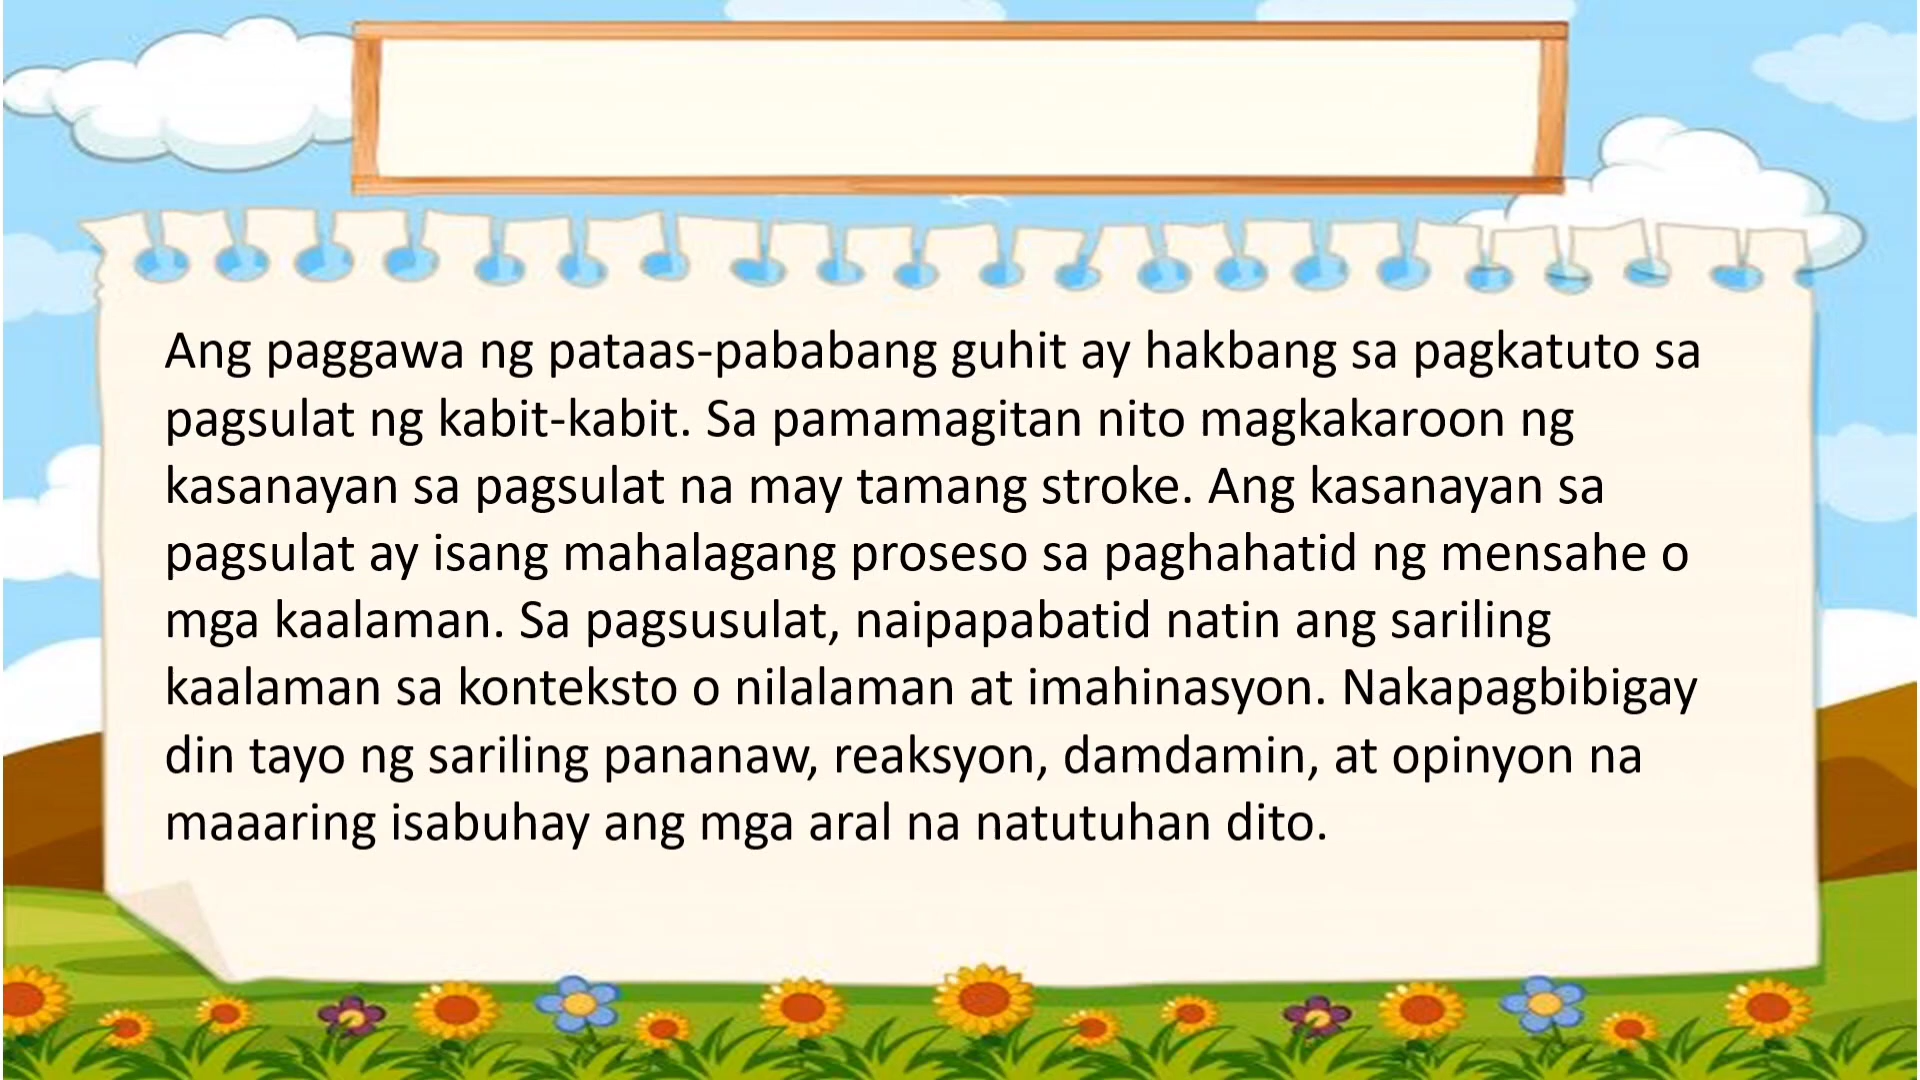 Ang paggawa ng pataas-pababang guhit ay hakbang sa pagkatuto sa
pagsulat ng kabit-kabit. Sa pamamagitan nito magkakaroon ng
kasanayan sa pagsulat na may tamang stroke. Ang kasanayan sa
pagsulat ay isang mahalagang proseso sa paghahatid ng mensahe o
mga kaalaman. Sa pagsusulat, naipapabatid natin ang sariling
kaalaman sa konteksto o nilalaman at imahinasyon. Nakapagbibigay
din tayo ng sariling pananaw, reaksyon, damdamin, at opinyon na
maaaring isabuhay ang mga aral na natutuhan dito.